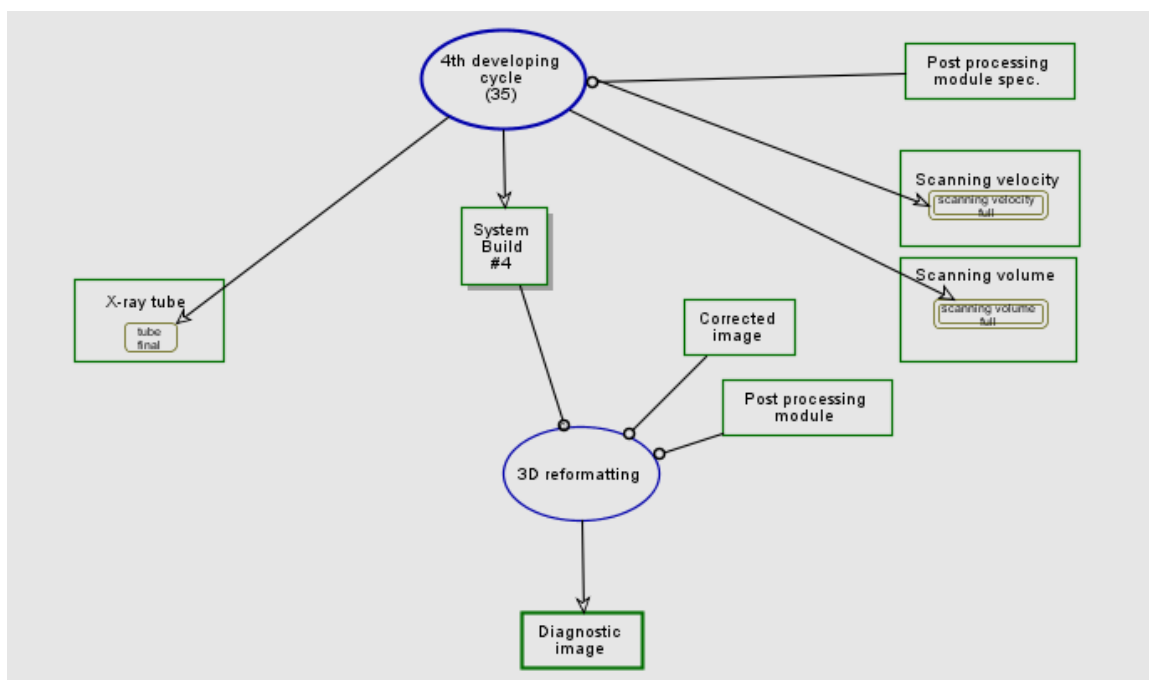 4th developing
cycle
(35)
Post processing
module spec.
Scanning velocity
scanning velocity
full
System
Build
#4
Scanning volume
scanning volume
full
X-ray tube
tube
final
Corrected
image
Post processing
module
3D reformatting
Diagnostic
image